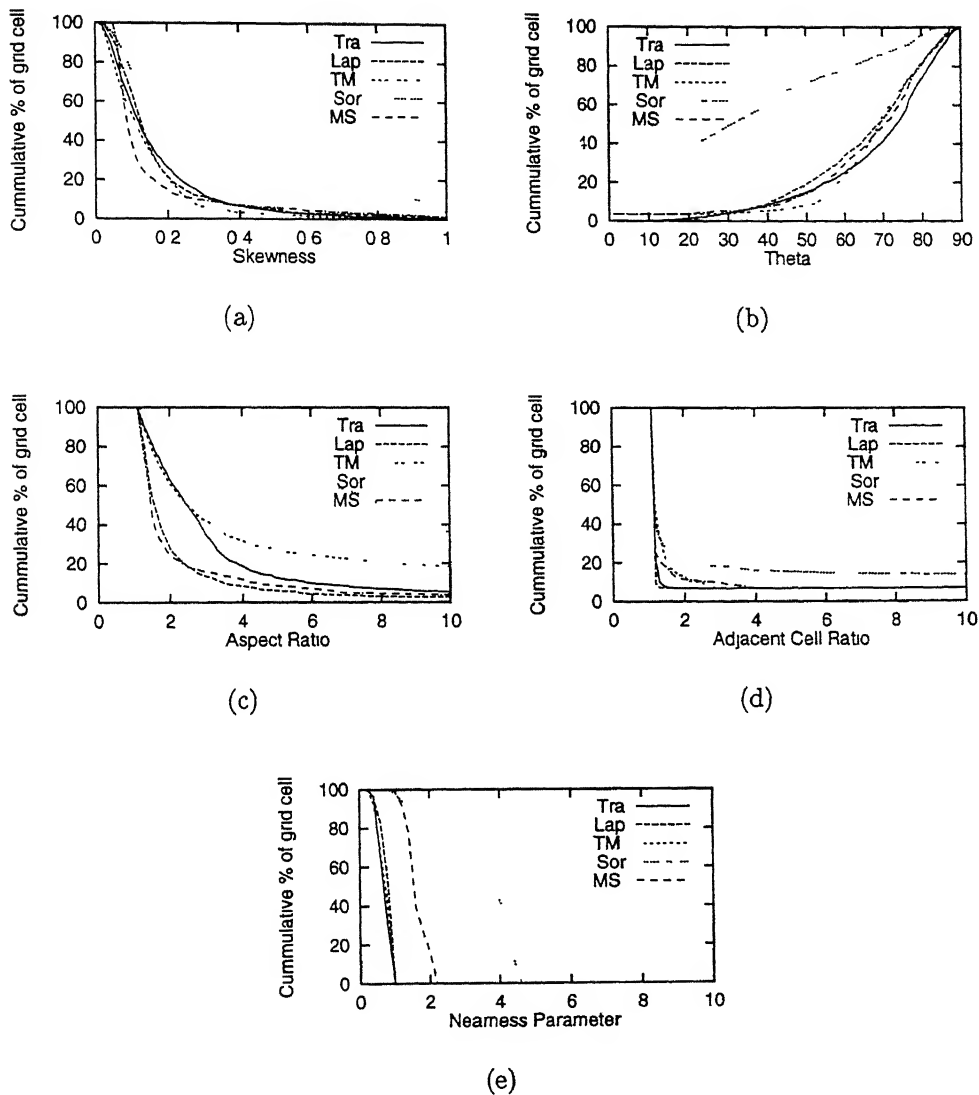 Cummulative % of grid cell
100
80
60
40
20
0
Tra
Lap
TM
Sor
MS
0 0 2 0 4 0 6 0 8 1
Skewness
(a)
Cummulative % of grid cell
100
80
60
40
20
0
Tra
Lap
TM
Sor
MS
0 10 20 30 40 50 60 70 80 90
Theta
(b)
Cummulative % of grid cell
100
80
60
40
20
0
Tra
Lap
TM
Sor
MS
0 2 4 6 8 10
Aspect Ratio
(c)
Cummulative % of grid cell
100
80
60
40
20
0
Tra
Lap
TM
Sor
MS
0 2 4 6 8 10
Adjacent Cell Ratio
(d)
Cummulative % of grid cell
100
80
60
40
20
0
Tra
Lap
TM
Sor
MS
0 2 4 6 8 10
Nearness Parameter
(e)